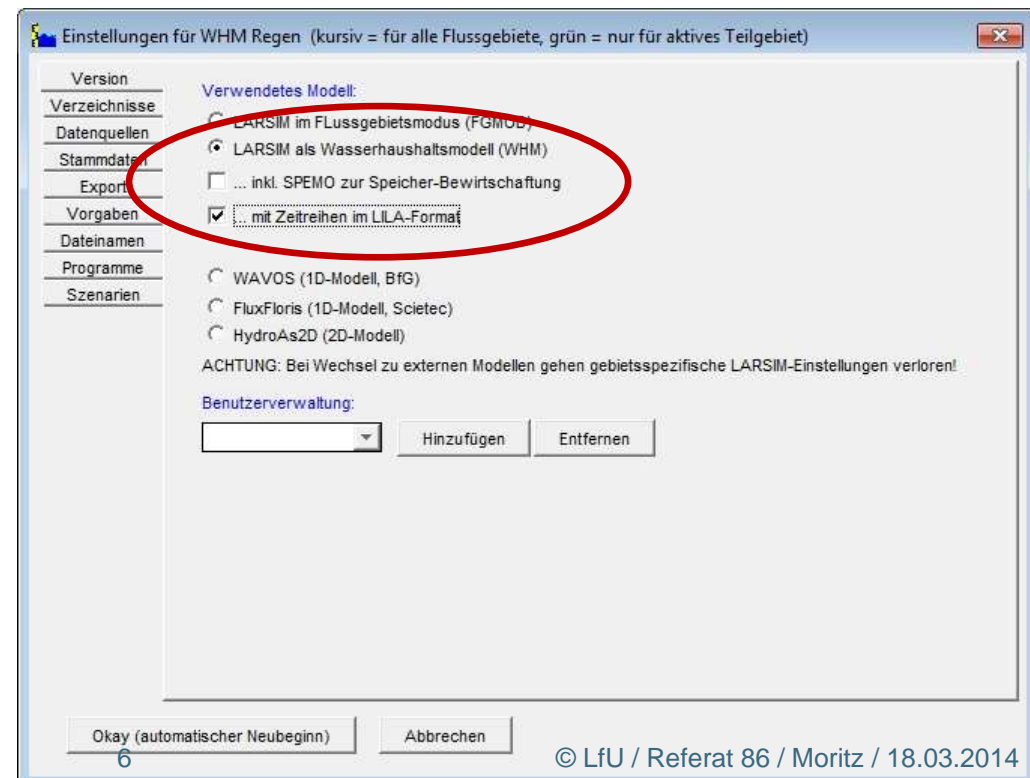 Einstellungen für WHM Regen (kursiv = für alle Flussgebiete, grün = nur für aktives Teilgebiet)
Version
Verzeichnisse
Datenquellen
Stammdaten
Export
Vorgaben
Dateinamen
Programme
Szenarien
Verwendetes Modell:
LARSIM im FLussgebietsmodus (FGMOD)
LARSIM als Wasserhaushaltsmodell (WHM)
... inkl. SPEMO zur Speicher-Bewirtschaftung
... mit Zeitreihen im LILA-Format
WAVOS (1D-Modell, BfG)
FluxFloris (1D-Modell, Scietec)
HydroAs2D (2D-Modell)
ACHTUNG: Bei Wechsel zu externen Modellen gehen gebietsspezifische LARSIM-Einstellungen verloren!
Benutzerverwaltung:
Hinzufügen
Entfernen
Okay (automatischer Neubeginn)
Abbrechen
6
© LfU / Referat 86 / Moritz / 18.03.2014